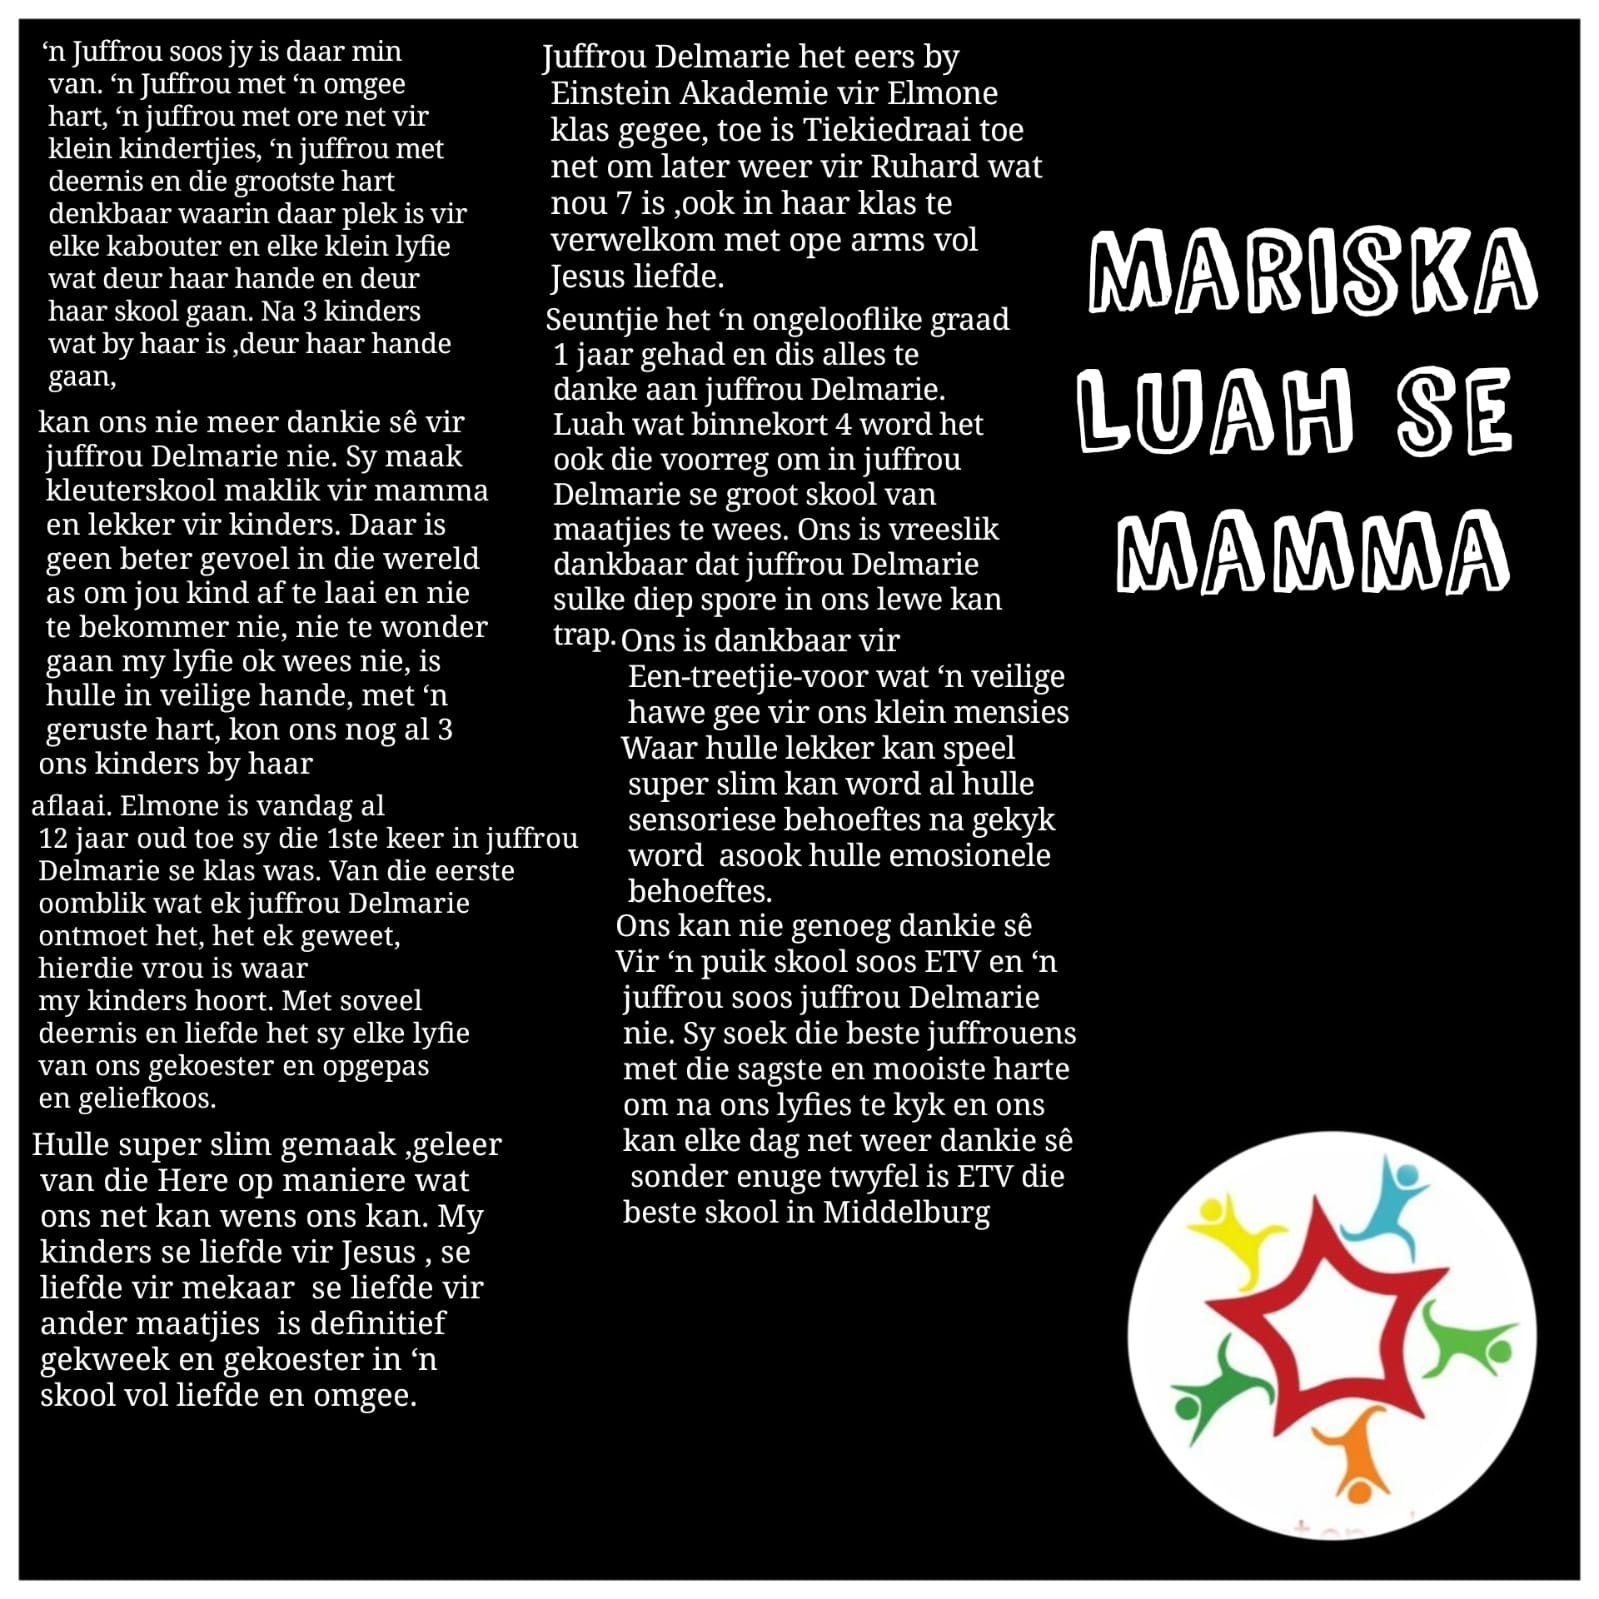 ‘n Juffrou soos jy is daar min
van. ‘n Juffrou met ‘n omgee
hart, ‘n juffrou met ore net vir
klein kindertjies, ‘n juffrou met
deernis en die grootste hart
denkbaar waarin daar plek is vir
elke kabouter en elke klein lyfie
wat deur haar hande en deur
haar skool gaan. Na 3 kinders
wat by haar is ,deur haar hande
gaan,
kan ons nie meer dankie sê vir
juffrou Delmarie nie. Sy maak
kleuterskool maklik vir mamma
en lekker vir kinders. Daar is
geen beter gevoel in die wereld
as om jou kind af te laai en nie
te bekommer nie, nie te wonder
gaan my lyfie ok wees nie, is
hulle in veilige hande, met ‘n
geruste hart, kon ons nog al 3
ons kinders by haar
aflaai. Elmone is vandag al
12 jaar oud toe sy die 1ste keer in juffrou
Delmarie se klas was. Van die eerste
oomblik wat ek juffrou Delmarie
ontmoet het, het ek geweet,
hierdie vrou is waar
my kinders hoort. Met soveel
deernis en liefde het sy elke lyfie
van ons gekoester en opgepas
en geliefkoos.
Hulle super slim gemaak ,geleer
van die Here op maniere wat
ons net kan wens ons kan. My
kinders se liefde vir Jesus , se
liefde vir mekaar  se liefde vir
ander maatjies  is definitief
gekweek en gekoester in ‘n
skool vol liefde en omgee.
Juffrou Delmarie het eers by
Einstein Akademie vir Elmone
klas gegee, toe is Tiekiedraai toe
net om later weer vir Ruhard wat
nou 7 is ,ook in haar klas te
verwelkom met ope arms vol
Jesus liefde.
Seuntjie het ‘n ongelooflike graad
1 jaar gehad en dis alles te
danke aan juffrou Delmarie.
Luah wat binnekort 4 word het
ook die voorreg om in juffrou
Delmarie se groot skool van
maatjies te wees. Ons is vreeslik
dankbaar dat juffrou Delmarie
sulke diep spore in ons lewe kan
trap. Ons is dankbaar vir
Een-treetjie-voor wat ‘n veilige
hawe gee vir ons klein mensies
Waar hulle lekker kan speel
super slim kan word al hulle
sensoriese behoeftes na gekyk
word  asook hulle emosionele
behoeftes.
Ons kan nie genoeg dankie sê
Vir ‘n puik skool soos ETV en ‘n
juffrou soos juffrou Delmarie
nie. Sy soek die beste juffrouens
met die sagste en mooiste harte
om na ons lyfies te kyk en ons
kan elke dag net weer dankie sê
sonder enuge twyfel is ETV die
beste skool in Middelburg
MARISKA
LUAH SE
MAMMA